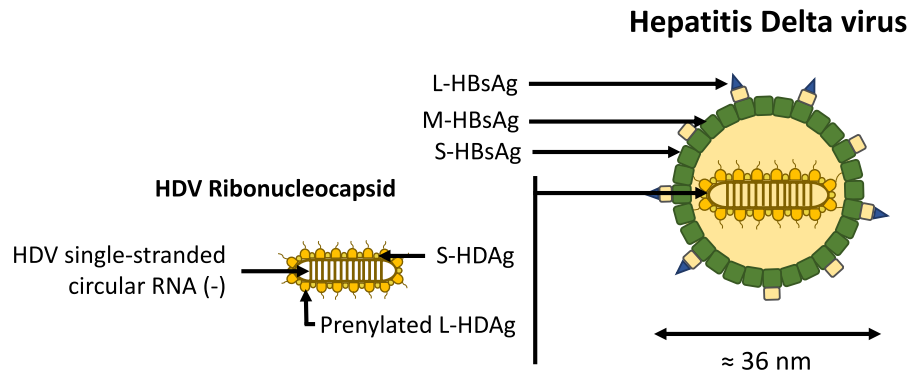 Hepatitis Delta virus
L-HBsAg
M-HBsAg
S-HBsAg
HDV Ribonucleocapsid
HDV single-stranded
circular RNA (-)
S-HDAg
Prenylated L-HDAg
≈ 36 nm